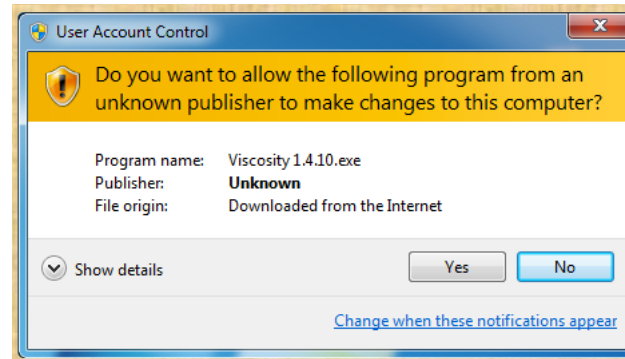 User Account Control
Do you want to allow the following program from an
unknown publisher to make changes to this computer?
Program name: Viscosity 1.4.10.exe
Publisher: Unknown
File origin: Downloaded from the Internet
Show details Yes No
Change when these notifications appear